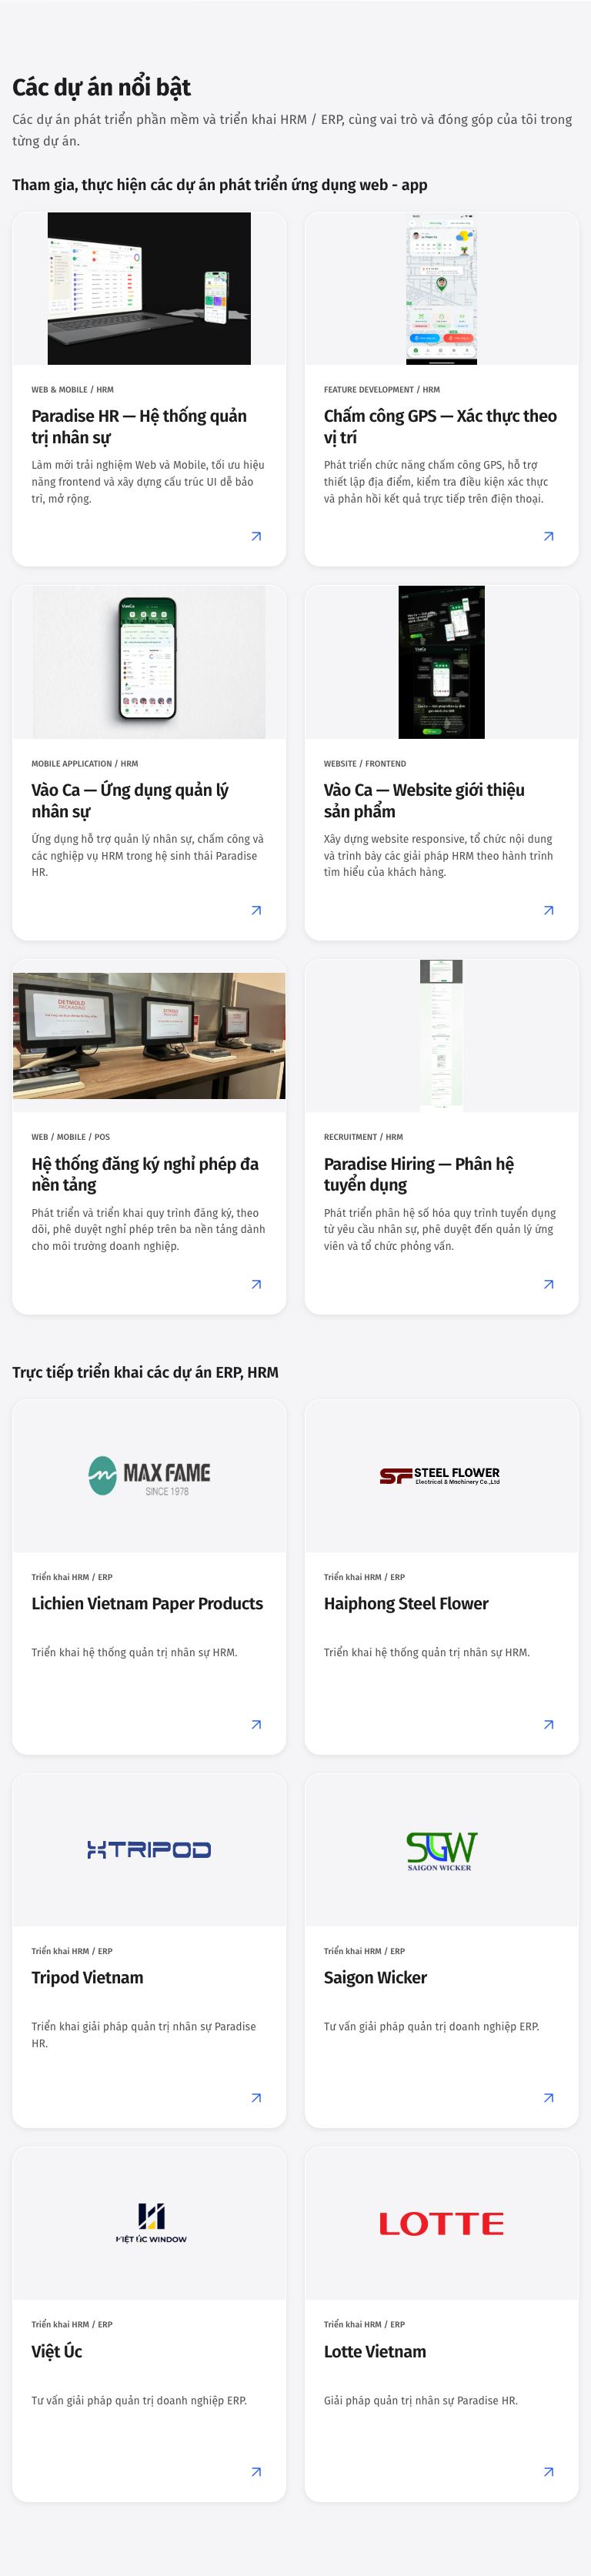 Các dự án nổi bật
Các dự án phát triển phần mềm và triển khai HRM / ERP, cùng vai trò và đóng góp của tôi trong
từng dự án.
Tham gia, thực hiện các dự án phát triển ứng dụng web - app
WEB & MOBILE / HRM
Paradise HR — Hệ thống quản
trị nhân sự
Làm mới trải nghiệm Web và Mobile, tối ưu hiệu
năng frontend và xây dựng cấu trúc UI dễ bảo
trì, mở rộng.
FEATURE DEVELOPMENT / HRM
Chấm công GPS — Xác thực theo
vị trí
Phát triển chức năng chấm công GPS, hỗ trợ
thiết lập địa điểm, kiểm tra điều kiện xác thực
và phản hồi kết quả trực tiếp trên điện thoại.
MOBILE APPLICATION / HRM
Vào Ca — Ứng dụng quản lý
nhân sự
Ứng dụng hỗ trợ quản lý nhân sự, chấm công và
các nghiệp vụ HRM trong hệ sinh thái Paradise
HR.
WEBSITE / FRONTEND
Vào Ca — Website giới thiệu
sản phẩm
Xây dựng website responsive, tổ chức nội dung
và trình bày các giải pháp HRM theo hành trình
tìm hiểu của khách hàng.
DETMOLD
PACKAGING
WEB / MOBILE / POS
Hệ thống đăng ký nghỉ phép đa
nền tảng
Phát triển và triển khai quy trình đăng ký, theo
dõi, phê duyệt nghỉ phép trên ba nền tảng dành
cho môi trường doanh nghiệp.
RECRUITMENT / HRM
Paradise Hiring — Phân hệ
tuyển dụng
Phát triển phân hệ số hóa quy trình tuyển dụng
từ yêu cầu nhân sự, phê duyệt đến quản lý ứng
viên và tổ chức phỏng vấn.
Trực tiếp triển khai các dự án ERP, HRM
MAX FAME
SINCE 1978
Triển khai HRM / ERP
Lichien Vietnam Paper Products
Triển khai hệ thống quản trị nhân sự HRM.
SF STEEL FLOWER
Electrical & Machinery Co.,Ltd
Triển khai HRM / ERP
Haiphong Steel Flower
Triển khai hệ thống quản trị nhân sự HRM.
TRIPOD
Triển khai HRM / ERP
Tripod Vietnam
Triển khai giải pháp quản trị nhân sự Paradise
HR.
SGW
SAIGON WICKER
Triển khai HRM / ERP
Saigon Wicker
Tư vấn giải pháp quản trị doanh nghiệp ERP.
VIỆT ÚC WINDOW
Triển khai HRM / ERP
Việt Úc
Tư vấn giải pháp quản trị doanh nghiệp ERP.
LOTTE
Triển khai HRM / ERP
Lotte Vietnam
Giải pháp quản trị nhân sự Paradise HR.